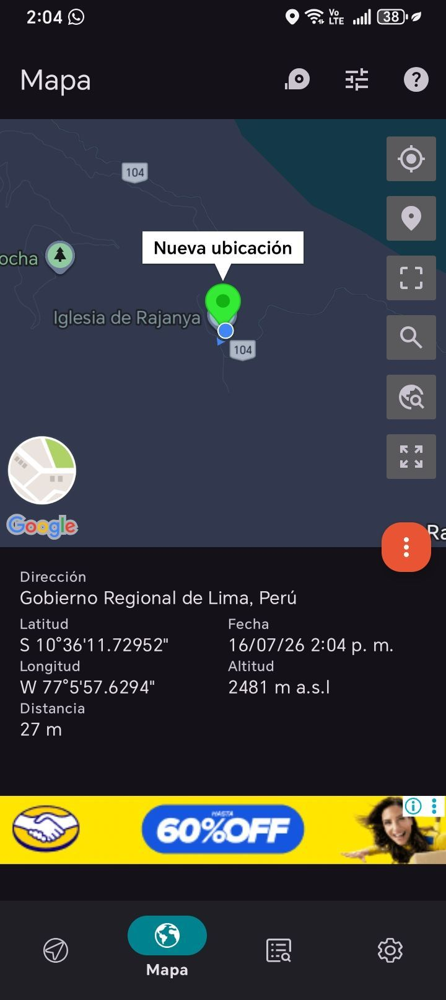 2:04
Vo
LTE
38
Mapa
?
104
Nueva ubicación
ocha
Iglesia de Rajanya
104
Google
Ra
Dirección
Gobierno Regional de Lima, Perú
Latitud
Fecha
S 10°36'11.72952"
16/07/26 2:04 p. m.
Longitud
Altitud
W 77°5'57.6294"
2481 m a.s.l
Distancia
27 m
HASTA
60%OFF
Mapa